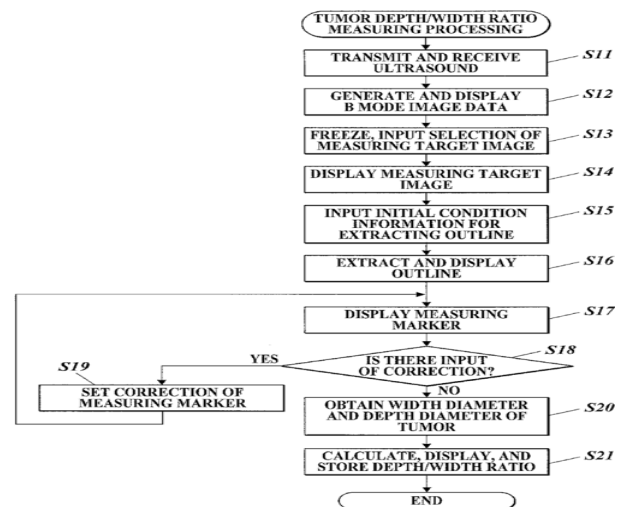 TUMOR DEPTH/WIDTH RATIO
MEASURING PROCESSING
TRANSMIT AND RECEIVE
ULTRASOUND
S11
GENERATE AND DISPLAY
B MODE IMAGE DATA
S12
FREEZE, INPUT SELECTION OF
MEASURING TARGET IMAGE
S13
DISPLAY MEASURING TARGET
IMAGE
S14
INPUT INITIAL CONDITION
INFORMATION FOR
EXTRACTING OUTLINE
S15
EXTRACT AND DISPLAY
OUTLINE
S16
DISPLAY MEASURING
MARKER
S17
IS THERE INPUT
OF CORRECTION?
S18
YES
NO
S19
SET CORRECTION OF
MEASURING MARKER
OBTAIN WIDTH DIAMETER
AND DEPTH DIAMETER OF
TUMOR
S20
CALCULATE, DISPLAY, AND
STORE DEPTH/WIDTH RATIO
S21
END